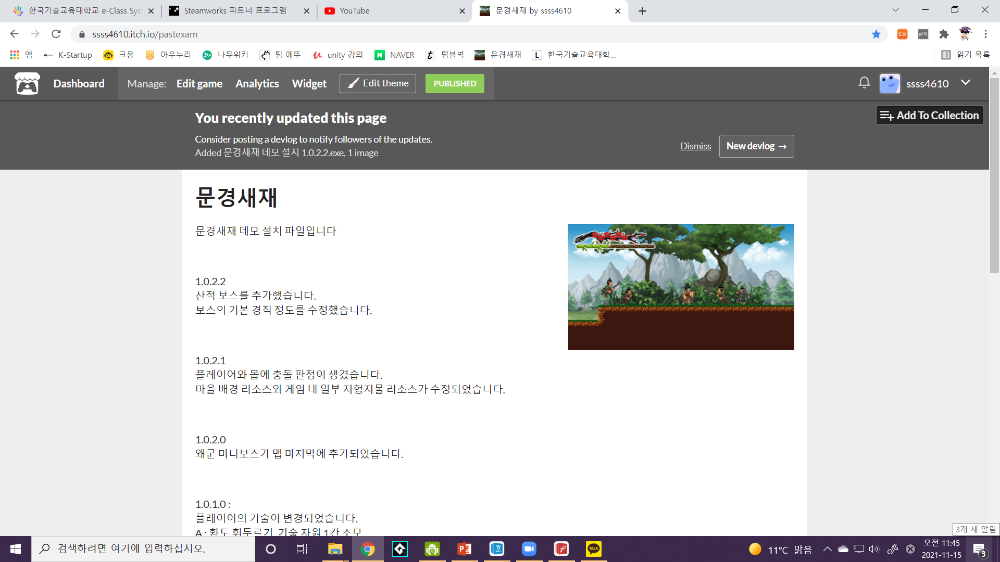 한국기술교육대학교 e-Class Sys
Steamworks 파트너 프로그램
YouTube
문경새재 by ssss4610
ssss4610.itch.io/pastexam
EX
git집
앱
K-Startup
크몽
아우누리
나무위키
팀 에뚜
unity 강의
NAVER
텀블벅
문경새재
한국기술교육대학...
읽기 목록
Dashboard
Manage:
Edit game
Analytics
Widget
Edit theme
PUBLISHED
ssss4610
You recently updated this page
Add To Collection
Consider posting a devlog to notify followers of the updates.
Added 문경새재 데모 설치 1.0.2.2.exe, 1 image
Dismiss
New devlog →
문경새재
문경새재 데모 설치 파일입니다
1.0.2.2
산적 보스를 추가했습니다.
보스의 기본 경직 정도를 수정했습니다.
1.0.2.1
플레이어와 몹에 충돌 판정이 생겼습니다.
마을 배경 리소스와 게임 내 일부 지형지물 리소스가 수정되었습니다.
1.0.2.0
왜군 미니보스가 맵 마지막에 추가되었습니다.
1.0.1.0 :
플레이어의 기술이 변경되었습니다.
A : 환도 휘두르기, 기술 자원 1칸 소모
3개 새 알림
검색하려면 여기에 입력하십시오.
TALK
11°C 맑음
오전 11:45
2021-11-15
3